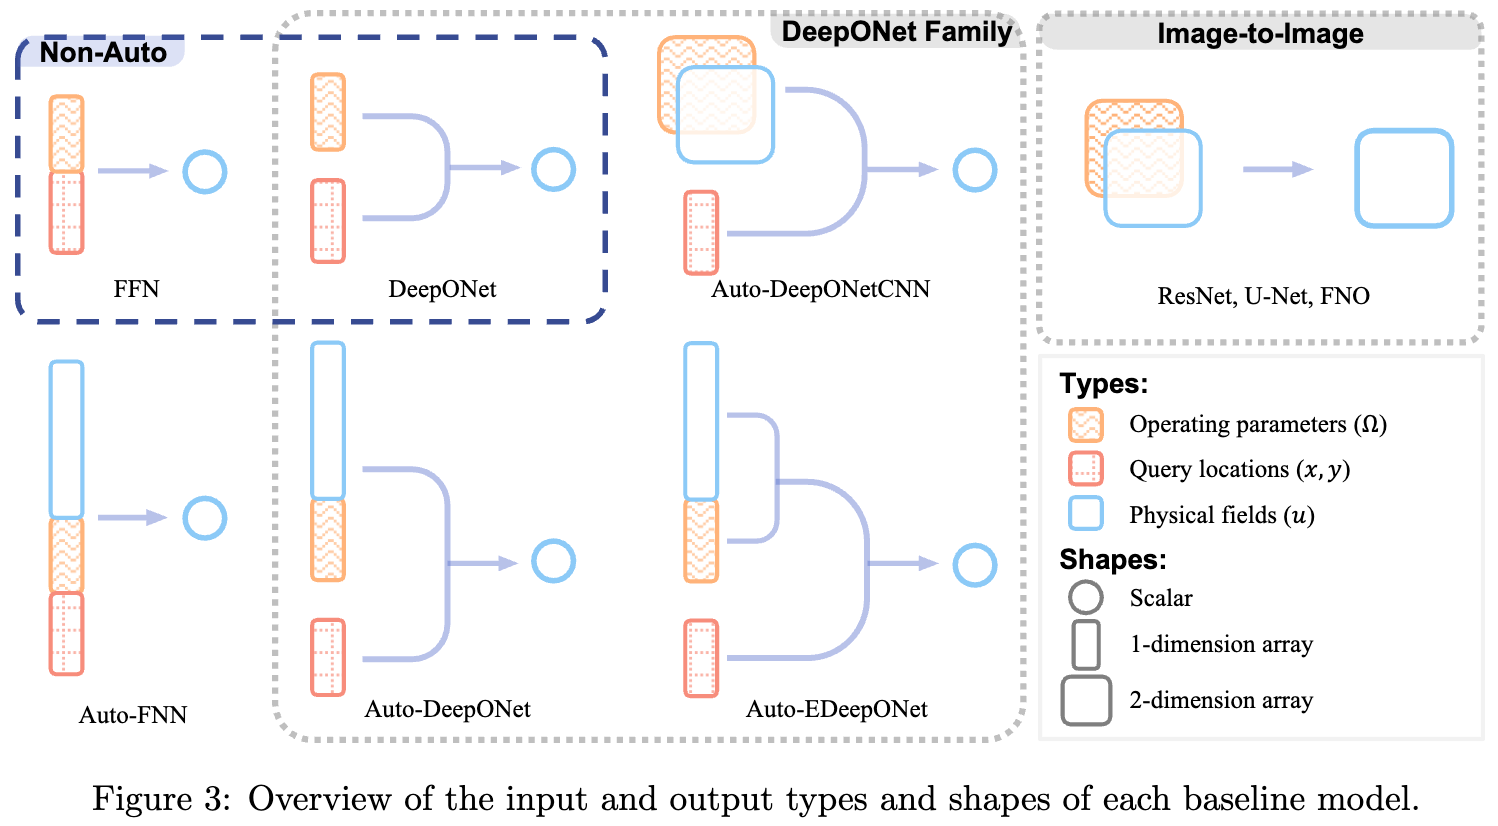 Non-Auto
DeepONet Family
Image-to-Image
FFN
DeepONet
Auto-DeepONetCNN
ResNet, U-Net, FNO
Auto-FNN
Auto-DeepONet
Auto-EDeepONet
Types:
Operating parameters (Ω)
Query locations (x, y)
Physical fields (u)
Shapes:
Scalar
1-dimension array
2-dimension array
Figure 3: Overview of the input and output types and shapes of each baseline model.